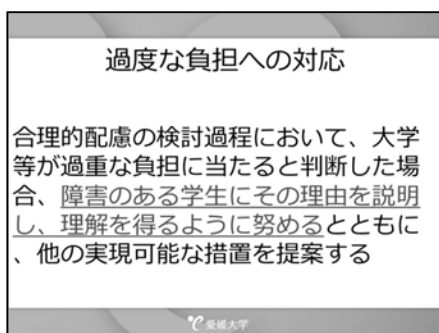 過度な負担への対応
合理的配慮の検討過程において、大学
等が過重な負担に当たると判断した場
合、障害のある学生にその理由を説明
し、理解を得るように努めるとともに
、他の実現可能な措置を提案する
愛媛大学